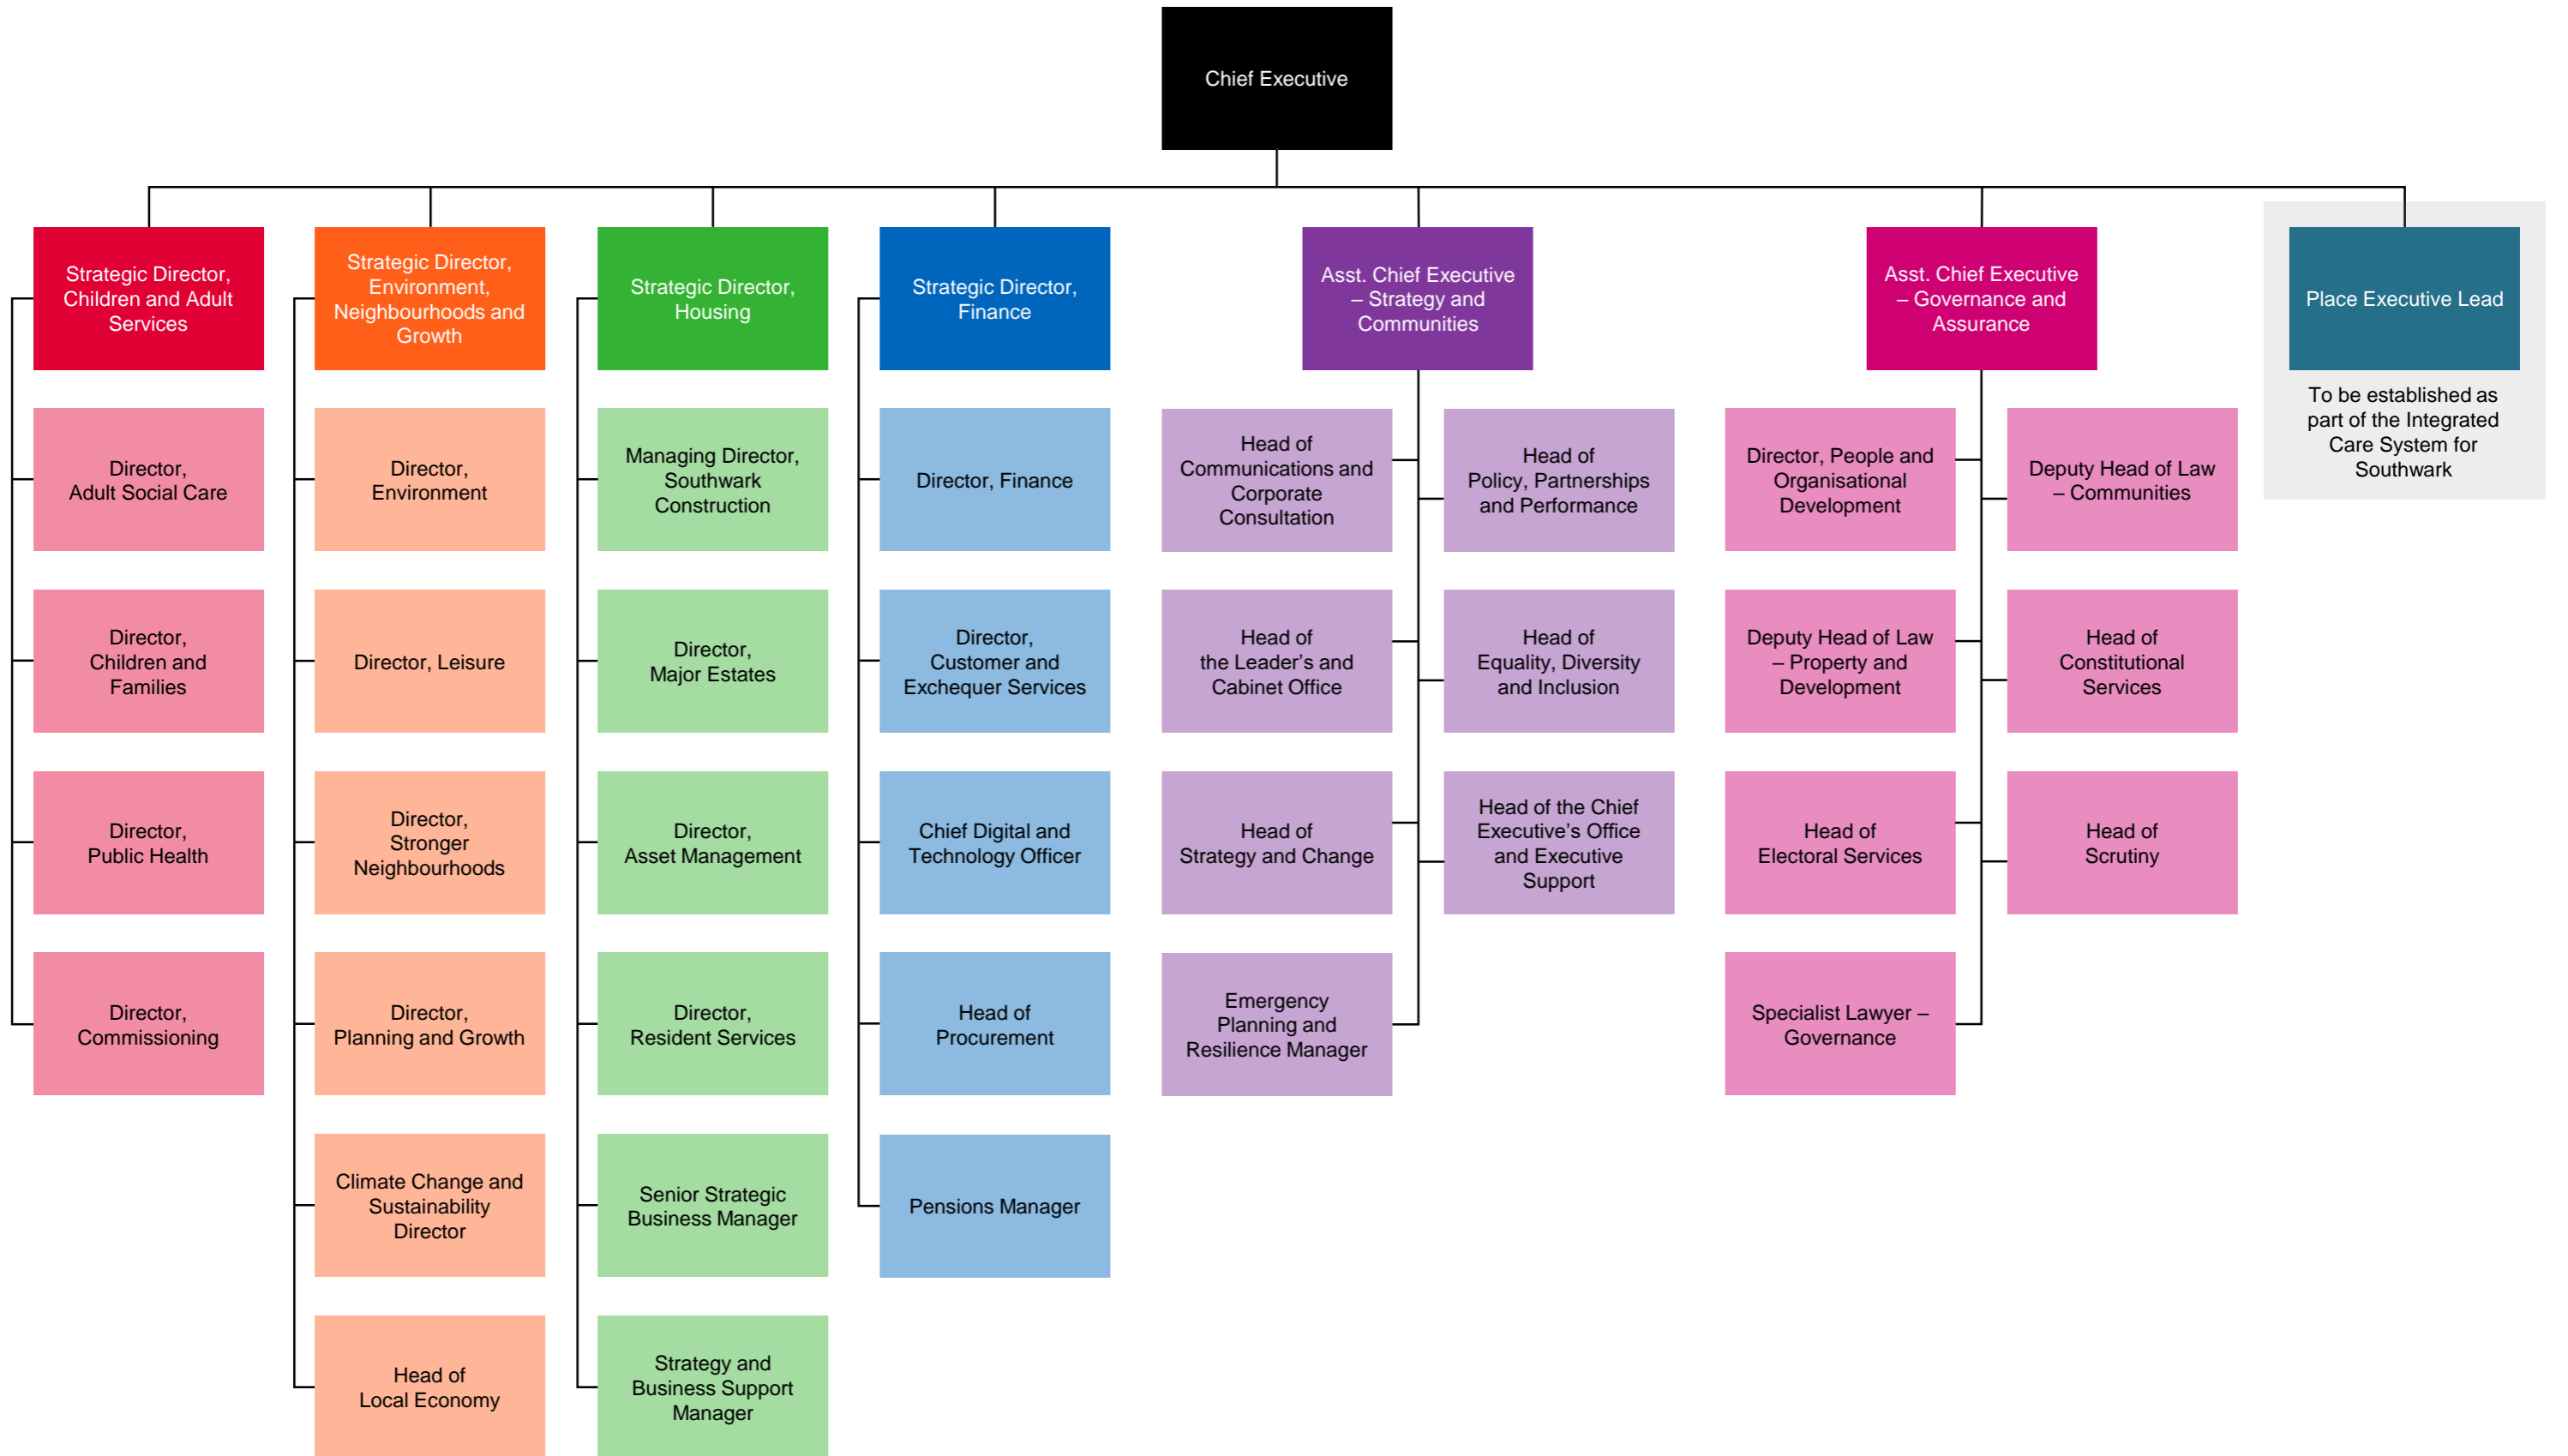 Chief Executive
Strategic Director,
Children and Adult
Services
Director,
Adult Social Care
Director,
Children and
Families
Director,
Public Health
Director,
Commissioning
Strategic Director,
Environment,
Neighbourhoods and
Growth
Director,
Environment
Director, Leisure
Director,
Stronger
Neighbourhoods
Director,
Planning and Growth
Climate Change and
Sustainability
Director
Head of
Local Economy
Strategic Director,
Housing
Managing Director,
Southwark
Construction
Director,
Major Estates
Director,
Asset Management
Director,
Resident Services
Senior Strategic
Business Manager
Strategy and
Business Support
Manager
Strategic Director,
Finance
Director, Finance
Director,
Customer and
Exchequer Services
Chief Digital and
Technology Officer
Head of
Procurement
Pensions Manager
Asst. Chief Executive
– Strategy and
Communities
Head of
Communications and
Corporate
Consultation
Head of
Policy, Partnerships
and Performance
Head of
the Leader’s and
Cabinet Office
Head of
Equality, Diversity
and Inclusion
Head of
Strategy and Change
Head of the Chief
Executive’s Office
and Executive
Support
Emergency
Planning and
Resilience Manager
Asst. Chief Executive
– Governance and
Assurance
Director, People and
Organisational
Development
Deputy Head of Law
– Communities
Deputy Head of Law
– Property and
Development
Head of
Constitutional
Services
Head of
Electoral Services
Head of
Scrutiny
Specialist Lawyer –
Governance
Place Executive Lead
To be established as
part of the Integrated
Care System for
Southwark